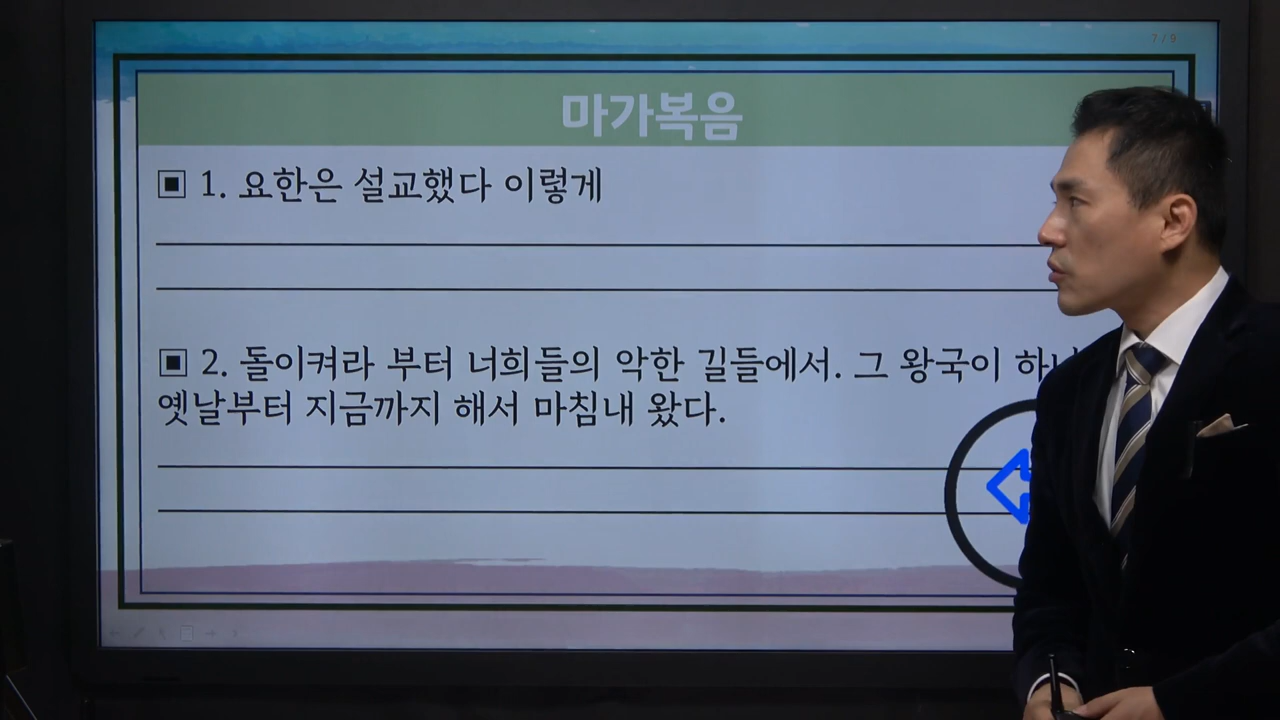 7 / 9
마가복음
▣ 1. 요한은 설교했다 이렇게
▣ 2. 돌이켜라 부터 너희들의 악한 길들에서. 그 왕국이
옛날부터 지금까지 해서 마침내 왔다.